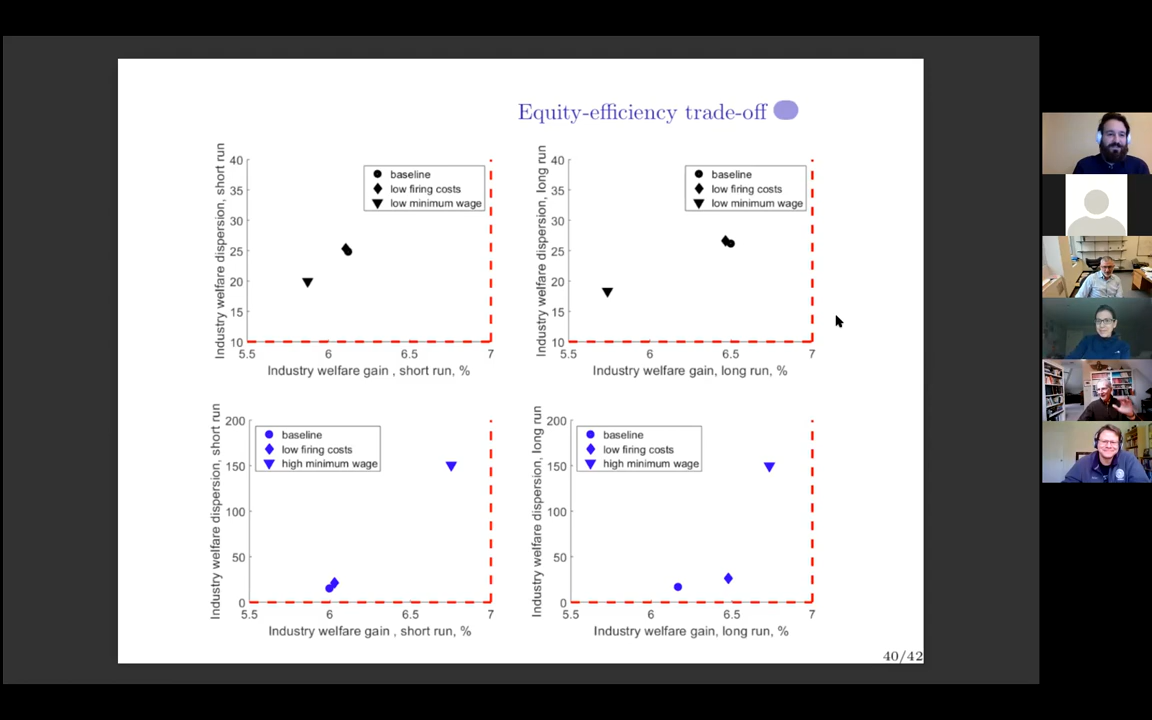 Equity-efficiency trade-off
Industry welfare dispersion, short run
40
35
30
25
20
15
10
baseline
low firing costs
low minimum wage
5.5 6 6.5 7
Industry welfare gain , short run, %
Industry welfare dispersion, long run
40
35
30
25
20
15
10
baseline
low firing costs
low minimum wage
5.5 6 6.5 7
Industry welfare gain, long run, %
Industry welfare dispersion, short run
200
150
100
50
0
baseline
low firing costs
high minimum wage
5.5 6 6.5 7
Industry welfare gain , short run, %
Industry welfare dispersion, long run
200
150
100
50
0
baseline
low firing costs
high minimum wage
5.5 6 6.5 7
Industry welfare gain, long run, %
40/42